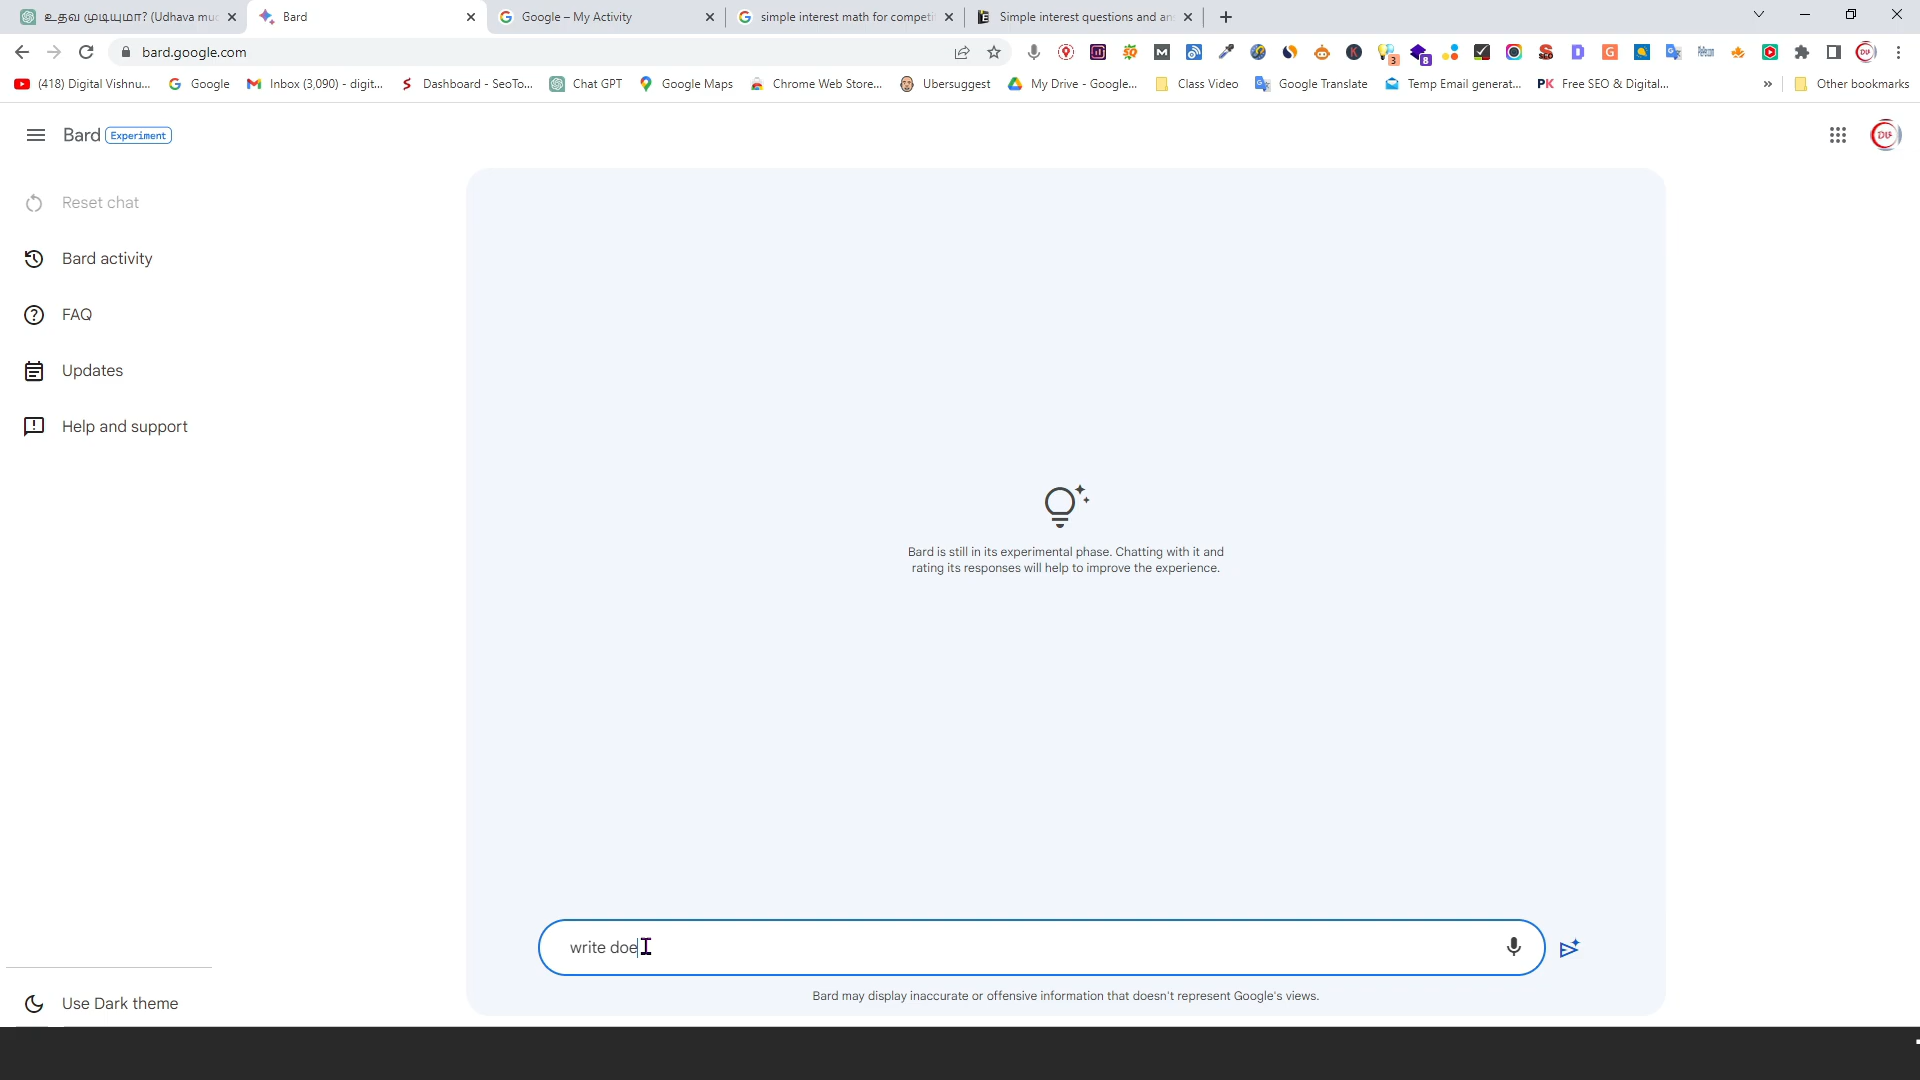 உதவ முடியுமா? (Udhava mu
Bard
Google – My Activity
simple interest math for competi
Simple interest questions and an
bard.google.com
(418) Digital Vishnu...
Google
Inbox (3,090) - digit...
Dashboard - SeoTo...
Chat GPT
Google Maps
Chrome Web Store...
Ubersuggest
My Drive - Google...
Class Video
Google Translate
Temp Email generat...
PK
Free SEO & Digital...
»
Other bookmarks
Bard Experiment
Reset chat
Bard activity
FAQ
Updates
Help and support
Bard is still in its experimental phase. Chatting with it and
rating its responses will help to improve the experience.
write doe
Bard may display inaccurate or offensive information that doesn't represent Google's views.
Use Dark theme